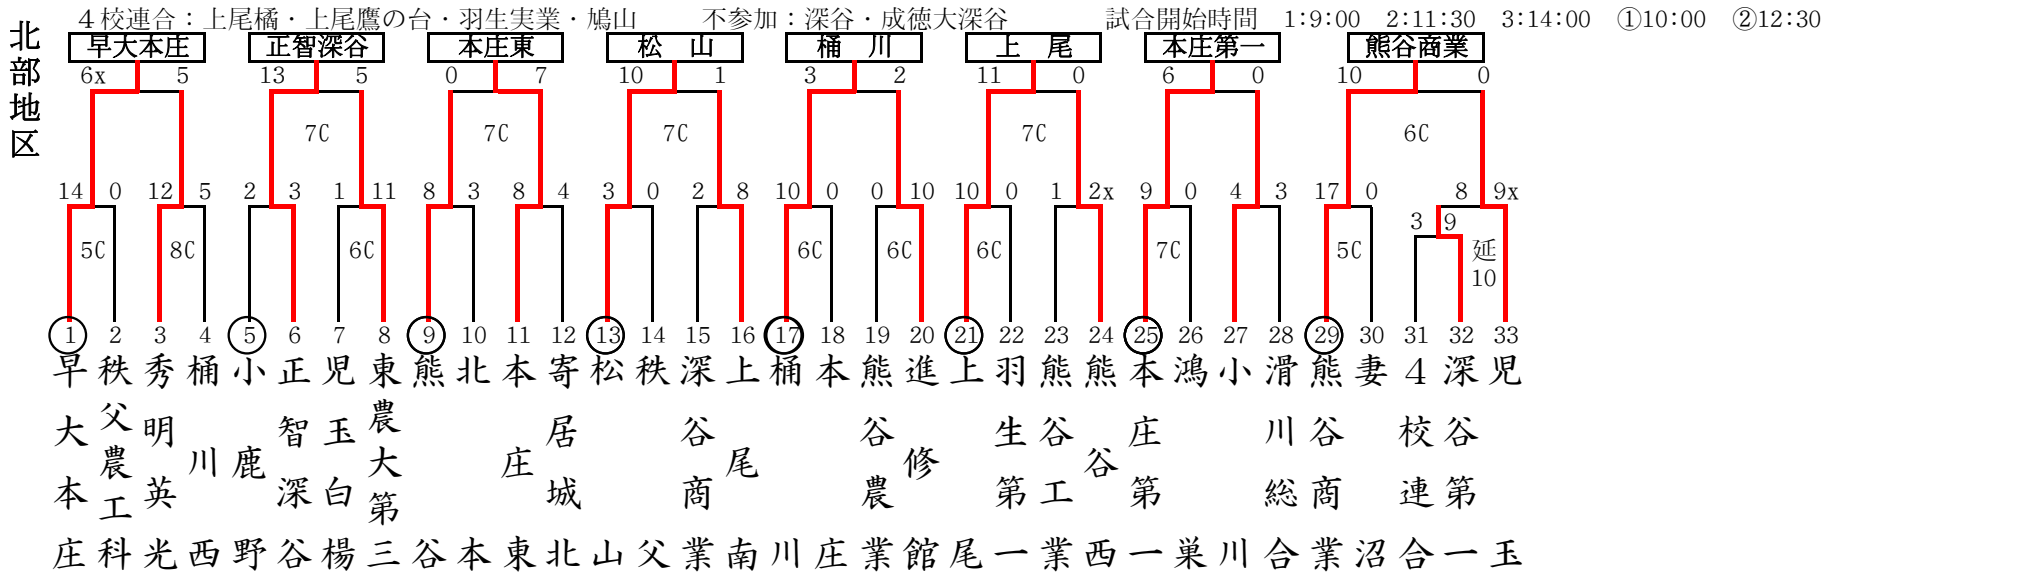 4校連合：上尾橘・上尾鷹の台・羽生実業・鳩山　不参加：深谷・成徳大深谷　試合開始時間　1:9:00　2:11:30　3:14:00　①10:00　②12:30
北部地区
早大本庄　正智深谷　本庄東　松　山　桶　川　上　尾　本庄第一　熊谷商業
6x 5 13 5 0 7 10 1 3 2 11 0 6 0 10 0
7C 7C 7C 7C 6C
14 0 12 5 2 3 1 11 8 3 8 4 3 0 2 8 10 0 0 10 10 0 1 2x 9 0 4 3 17 0 8 9x
3 9
5C 8C 6C 6C 6C 6C 7C 5C 延10
1 2 3 4 5 6 7 8 9 10 11 12 13 14 15 16 17 18 19 20 21 22 23 24 25 26 27 28 29 30 31 32 33
早大本庄
秩父農工科
秀明英光
桶川西
小鹿野
正智深谷
児玉白楊
東農大第三
熊谷
北本
本庄東
寄居城北
松山
秩父
深谷商業
上尾南
桶川
本庄
熊谷農業
進修館
上尾
羽生第一
熊谷工業
熊谷西
本庄第一
鴻巣
小川
滑川総合
熊谷商業
妻沼
4校連合
深谷第一
児玉